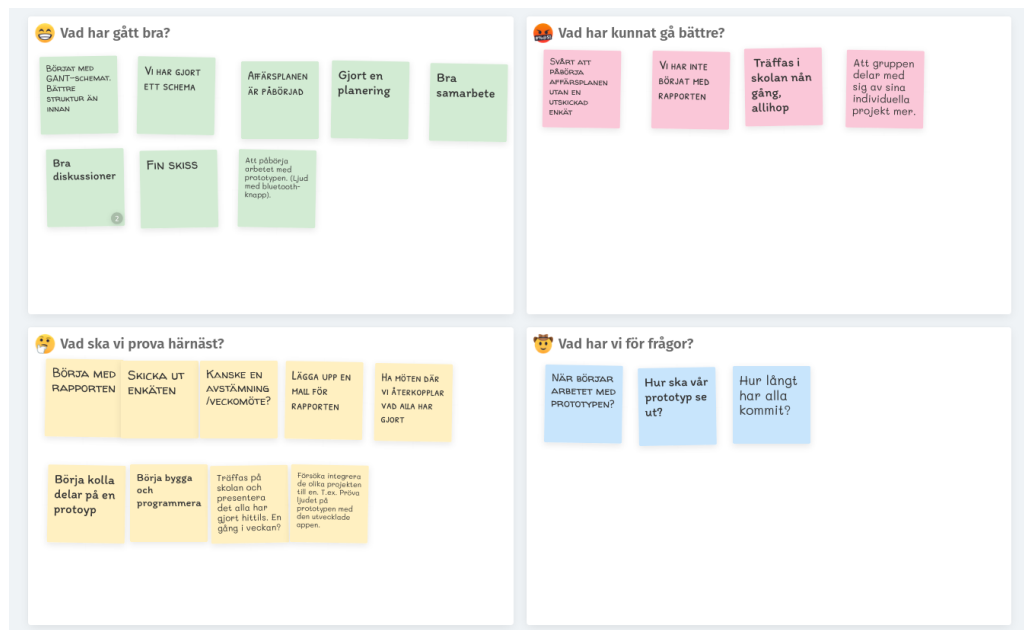 Vad har gått bra?
BÖRJAT MED
GANT-SCHEMAT.
BÄTTRE
STRUKTUR ÄN
INNAN
VI HAR GJORT
ETT SCHEMA
AFFÄRSPLANEN
ÄR PÅBÖRJAD
Gjort en
planering
Bra
samarbete
Bra
diskussioner
2
FIN SKISS
Att påbörja
arbetet med
prototypen. (Ljud
med bluetooth-
knapp).
Vad har kunnat gå bättre?
SVÅRT ATT
PÅBÖRJA
AFFÄRSPLANEN
UTAN EN
UTSKICKAD
ENKÄT
VI HAR INTE
BÖRJAT MED
RAPPORTEN
Träffas i
skolan nån
gång,
allihop
Att gruppen
delar med
sig av sina
individuella
projekt mer.
Vad ska vi prova härnäst?
BÖRJA MED
RAPPORTEN
SKICKA UT
ENKÄTEN
KANSKE EN
AVSTÄMNING
/VECKOMÖTE?
LÄGGA UPP EN
MALL FÖR
RAPPORTEN
HA MÖTEN DÄR
VI ÅTERKOPPLAR
VAD ALLA HAR
GJORT
Börja kolla
delar på en
protoyp
Börja bygga
och
programmera
Träffas på
skolan och
presentera
det alla har
gjort hittils. En
gång i veckan?
Försöka integrera
de olika projekten
till en. T.ex. Pröva
ljudet på
prototypen med
den utvecklade
appen.
Vad har vi för frågor?
NÄR BÖRJAR
ARBETET MED
PROTOTYPEN?
Hur ska vår
prototyp se
ut?
Hur långt
har alla
kommit?